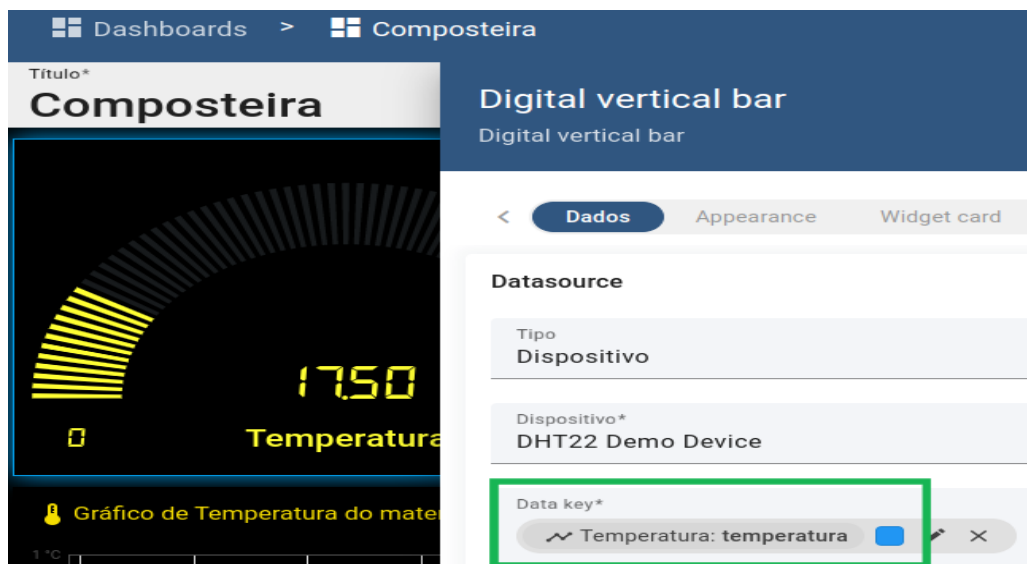 Dashboards > Composteira
Título*
Composteira
17.50
0
Temperatura
Gráfico de Temperatura do mate
1 °C
Digital vertical bar
Digital vertical bar
< Dados Appearance Widget card
Datasource
Tipo
Dispositivo
Dispositivo*
DHT22 Demo Device
Data key*
Temperatura: temperatura